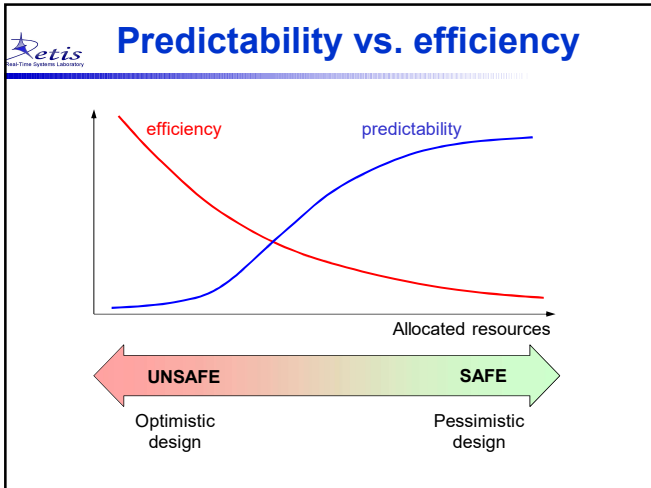 Predictability vs. efficiency
Retis
Real-Time Systems Laboratory
efficiency
predictability
Allocated resources
UNSAFE
SAFE
Optimistic
design
Pessimistic
design